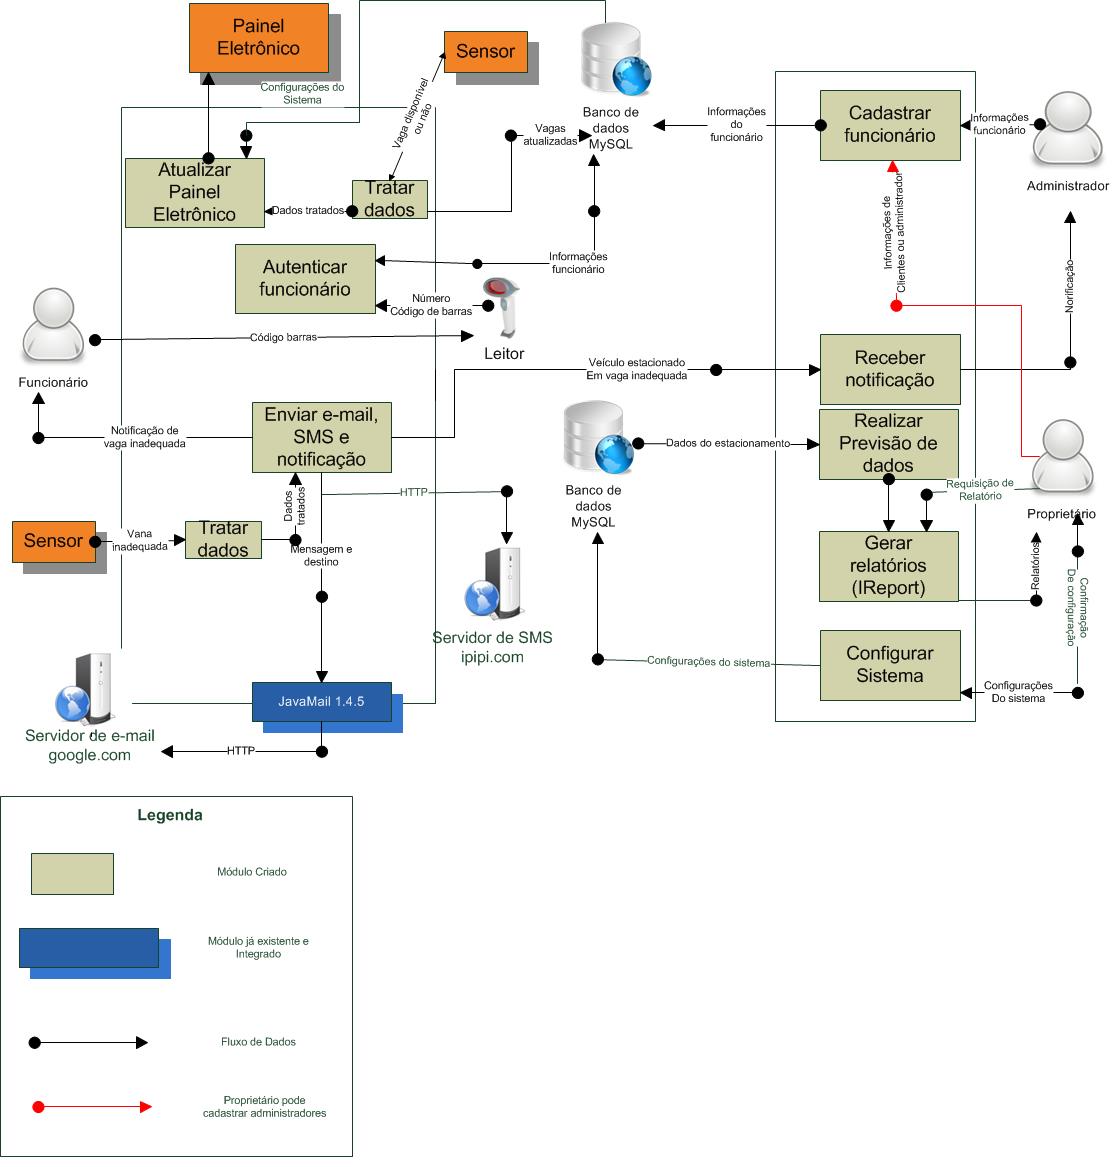 Painel
Eletrônico
Sensor
Configurações do
Sistema
Vaga disponível
ou não
Banco de
dados
MySQL
Vagas
atualizadas
Informações
do
funcionário
Cadastrar
funcionário
Informações
funcionário
Administrador
Atualizar
Painel
Eletrônico
Dados tratados
Tratar
dados
Informações de
Clientes ou administrador
Autenticar
funcionário
Informações
funcionário
Número
Código de barras
Leitor
Código barras
Funcionário
Norificação
Veículo estacionado
Em vaga inadequada
Receber
notificação
Enviar e-mail,
SMS e
notificação
Notificação de
vaga inadequada
Banco de
dados
MySQL
Dados do estacionamento
Realizar
Previsão de
dados
Requisição de
Relatório
Proprietário
HTTP
Dados
tratados
Sensor
Vana
inadequada
Tratar
dados
Mensagem e
destino
Gerar
relatórios
(IReport)
Relatórios
Confirmação
De configuração
Servidor de SMS
ipipi.com
Configurações do sistema
Configurar
Sistema
Configurações
Do sistema
JavaMail 1.4.5
Servidor de e-mail
google.com
HTTP
Legenda
Módulo Criado
Módulo já existente e
Integrado
Fluxo de Dados
Proprietário pode
cadastrar administradores